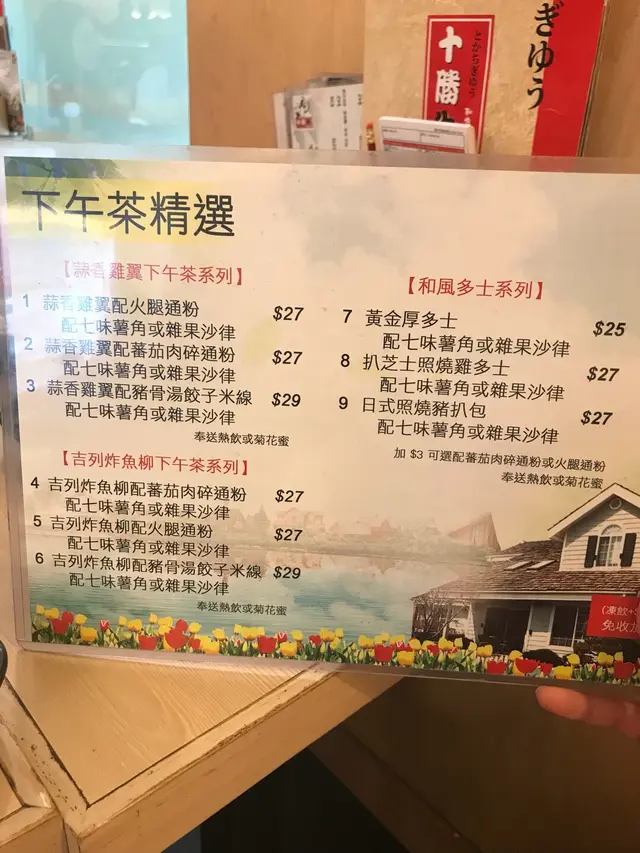 ぎゆう
十勝
下午茶精選
【蒜香雞翼下午茶系列】
1 蒜香雞翼配火腿通粉 $27
配七味薯角或雜果沙律
2 蒜香雞翼配蕃茄肉碎通粉 $27
配七味薯角或雜果沙律
3 蒜香雞翼配豬骨湯餃子米線 $29
配七味薯角或雜果沙律
奉送熱飲或菊花蜜
【吉列炸魚柳下午茶系列】
4 吉列炸魚柳配蕃茄肉碎通粉 $27
配七味薯角或雜果沙律
5 吉列炸魚柳配火腿通粉 $27
配七味薯角或雜果沙律
6 吉列炸魚柳配豬骨湯餃子米線 $29
配七味薯角或雜果沙律
奉送熱飲或菊花蜜
【和風多士系列】
7 黃金厚多士 $25
配七味薯角或雜果沙律
8 扒芝士照燒雞多士 $27
配七味薯角或雜果沙律
9 日式照燒豬扒包 $27
配七味薯角或雜果沙律
加 $3 可選配蕃茄肉碎通粉或火腿通粉
奉送熱飲或菊花蜜
(凍飲+$
免收加